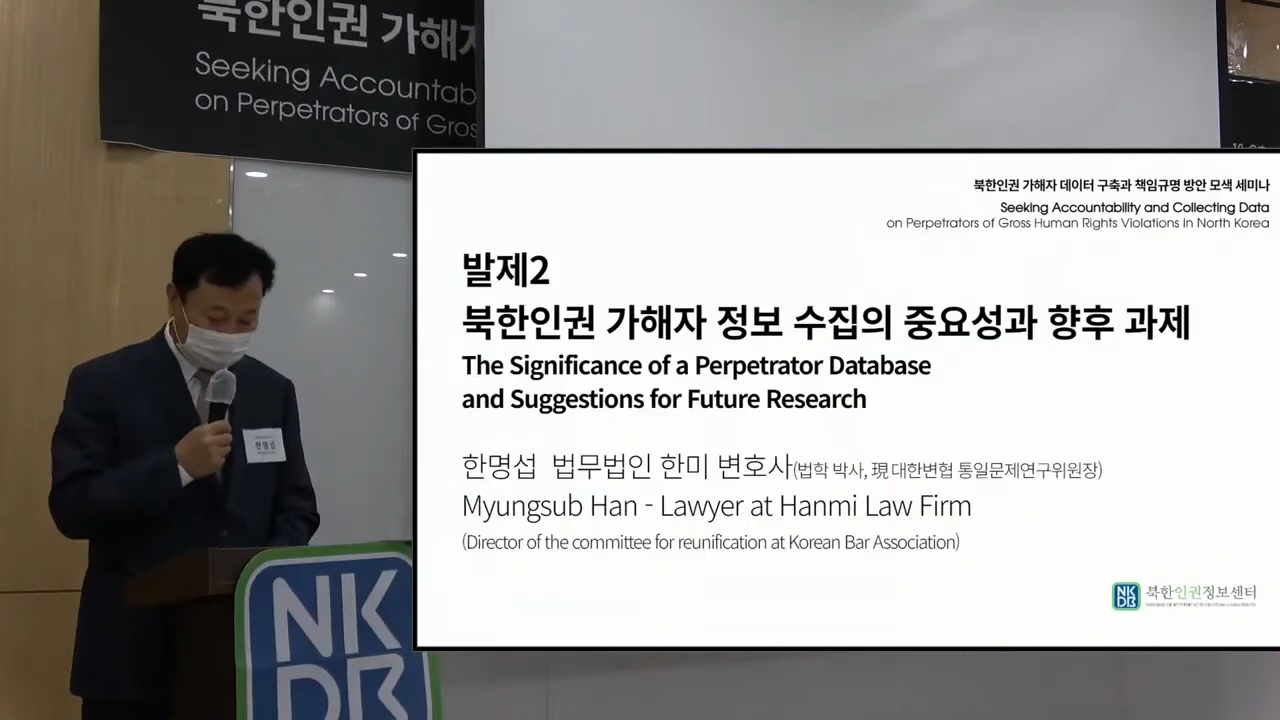 북한인권 가해자
Seeking Accountab
on Perpetrators of Gros
북한인권 가해자 데이터 구축과 책임규명 방안 모색 세미나
Seeking Accountability and Collecting Data
on Perpetrators of Gross Human Rights Violations In North Korea
발제2
북한인권 가해자 정보 수집의 중요성과 향후 과제
The Significance of a Perpetrator Database
and Suggestions for Future Research
한명섭 법무법인 한미 변호사(법학 박사, 現 대한변협 통일문제연구위원장)
Myungsub Han - Lawyer at Hanmi Law Firm
(Director of the committee for reunification at Korean Bar Association)
한명섭
NK
DB
NK
DB
북한인권정보센터